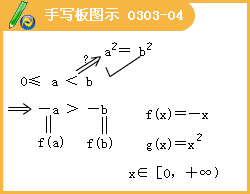 手写板图示 0303-04
? a²= b²
0≤ a < b
⇒ -a > -b
f(a) f(b)
f(x)=-x
g(x)=x²
x∈ [0, +∞)